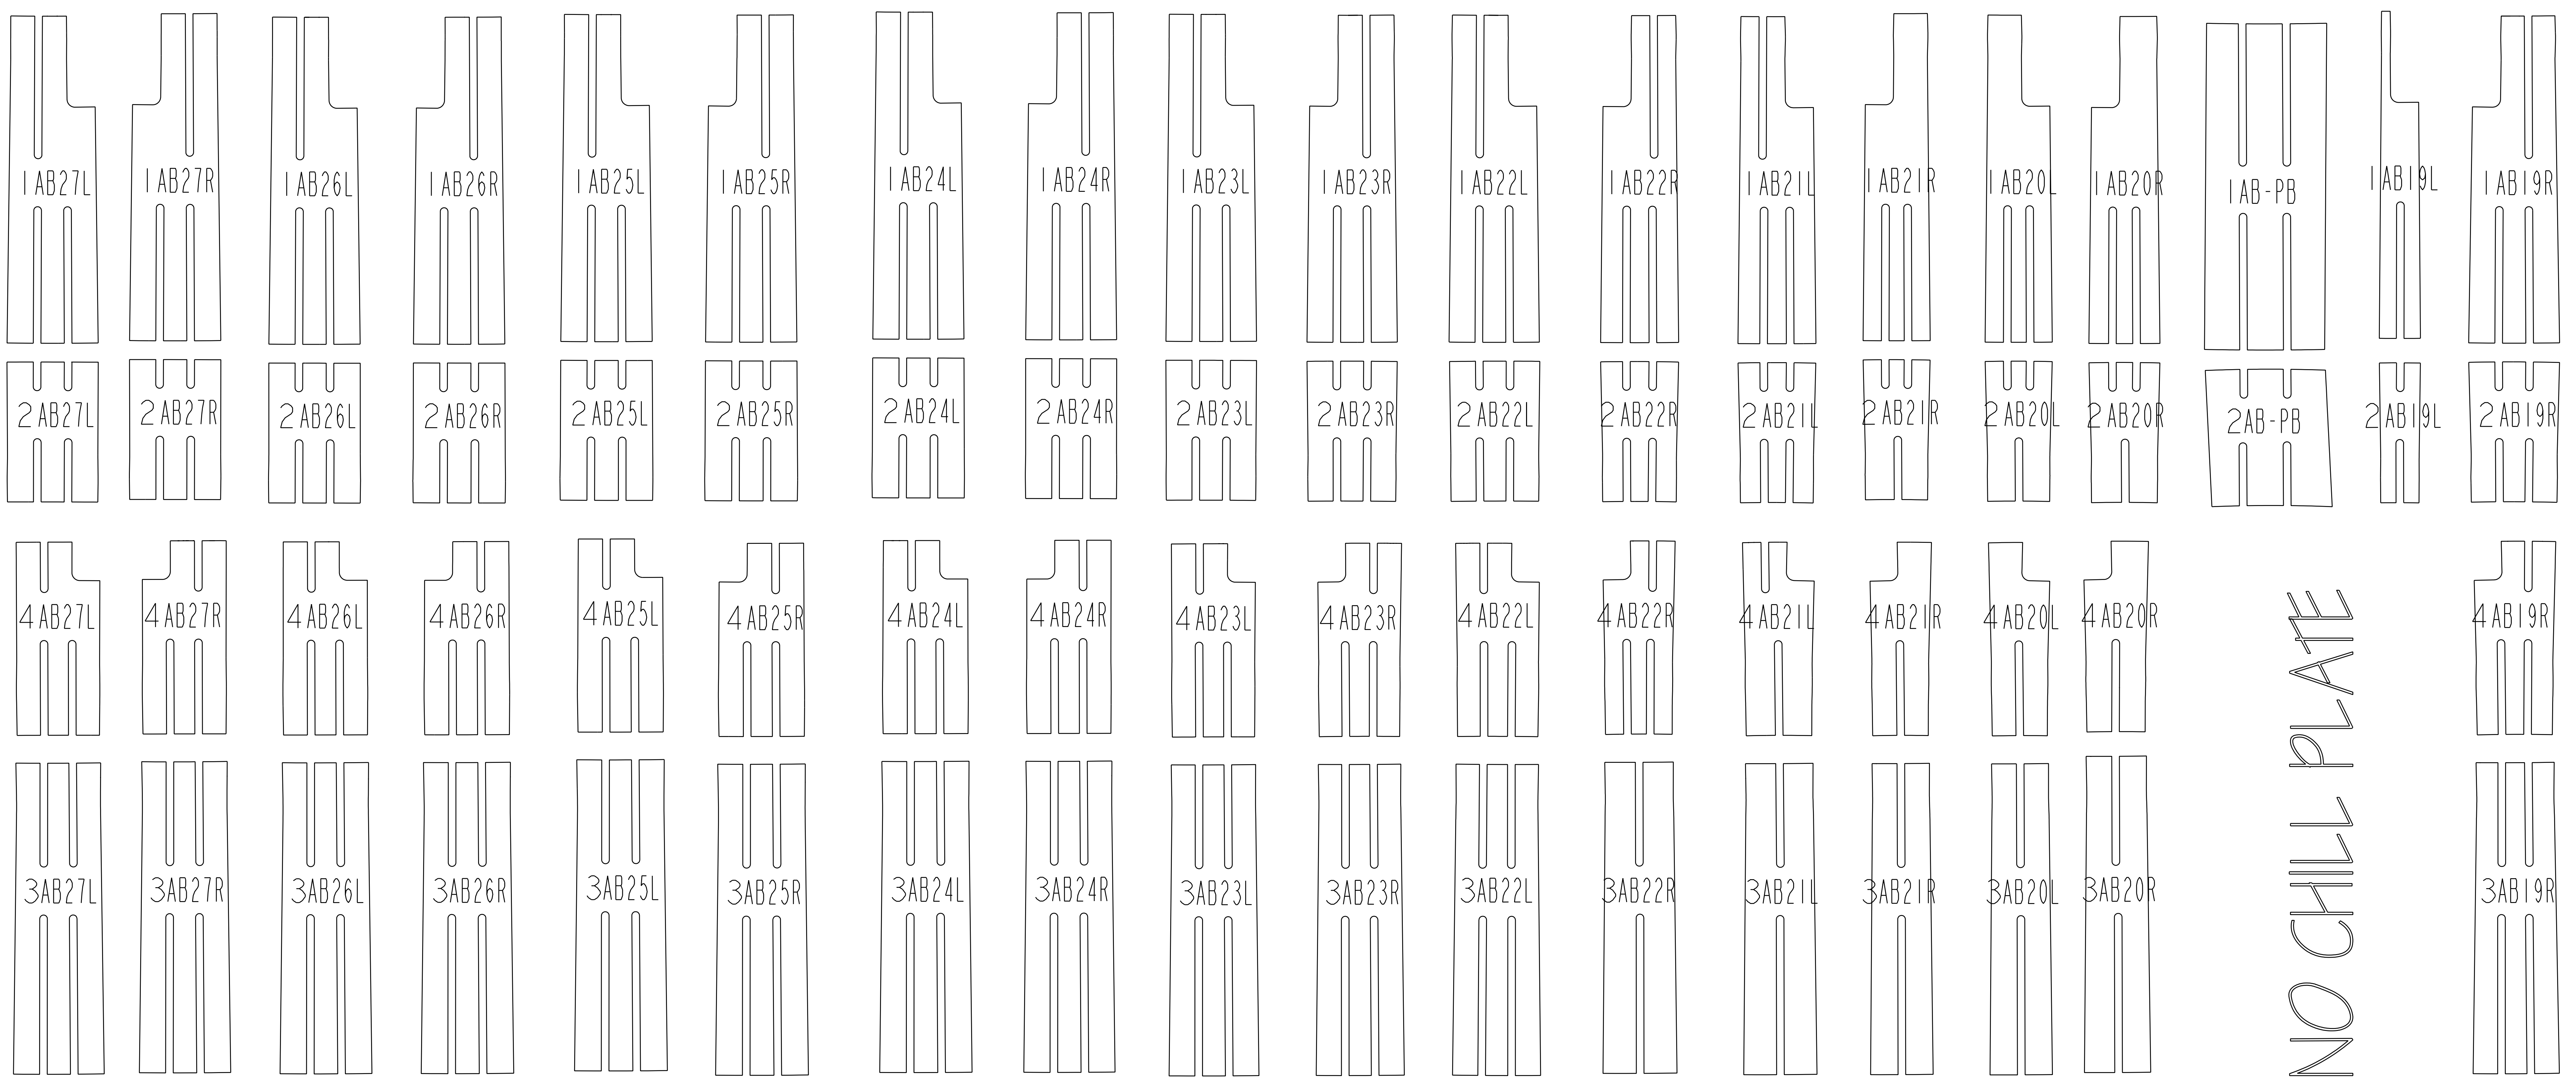 1AB27L 1AB27R 1AB26L 1AB26R 1AB25L 1AB25R 1AB24L 1AB24R 1AB23L 1AB23R 1AB22L 1AB22R 1AB21L 1AB21R 1AB20L 1AB20R 1AB-PB 1AB19L 1AB19R
2AB27L 2AB27R 2AB26L 2AB26R 2AB25L 2AB25R 2AB24L 2AB24R 2AB23L 2AB23R 2AB22L 2AB22R 2AB21L 2AB21R 2AB20L 2AB20R 2AB-PB 2AB19L 2AB19R
4AB27L 4AB27R 4AB26L 4AB26R 4AB25L 4AB25R 4AB24L 4AB24R 4AB23L 4AB23R 4AB22L 4AB22R 4AB21L 4AB21R 4AB20L 4AB20R 4AB19R
3AB27L 3AB27R 3AB26L 3AB26R 3AB25L 3AB25R 3AB24L 3AB24R 3AB23L 3AB23R 3AB22L 3AB22R 3AB21L 3AB21R 3AB20L 3AB20R 3AB19R
NO CHILL PLATE